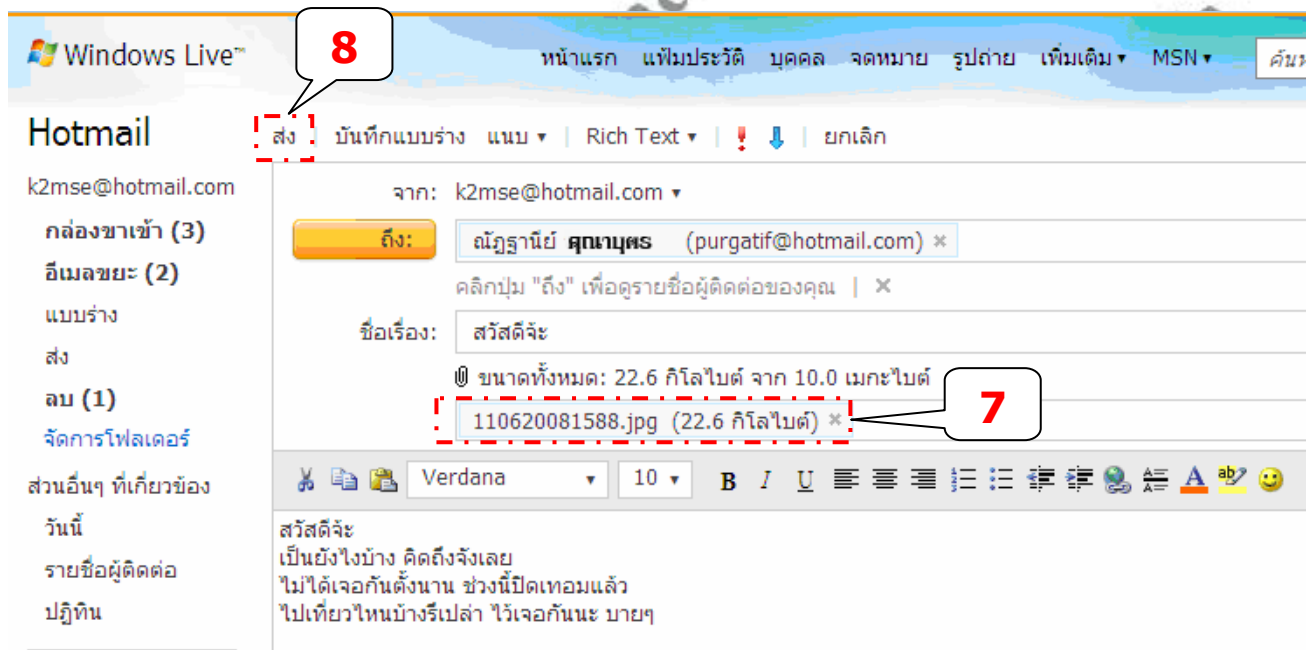 Windows Live™
8
หน้าแรก แฟ้มประวัติ บุคคล จดหมาย รูปถ่าย เพิ่มเติม MSN
Hotmail
ส่ง | บันทึกแบบร่าง แนบ | Rich Text | ยกเลิก
k2mse@hotmail.com
กล่องขาเข้า (3)
อีเมลขยะ (2)
แบบร่าง
ส่ง
ลบ (1)
จัดการโฟลเดอร์
ส่วนอื่นๆ ที่เกี่ยวข้อง
วันนี้
รายชื่อผู้ติดต่อ
ปฏิทิน
จาก: k2mse@hotmail.com
ถึง: ณัฏฐานีย์ (purgatif@hotmail.com) ×
คลิกปุ่ม "ถึง" เพื่อดูรายชื่อผู้ติดต่อของคุณ | ×
ชื่อเรื่อง: สวัสดีจ้ะ
ขนาดทั้งหมด: 22.6 กิโลไบต์ จาก 10.0 เมกะไบต์
110620081588.jpg (22.6 กิโลไบต์) ×
7
Verdana 10 B I U A ab
สวัสดีจ้ะ
เป็นยังไงบ้าง คิดถึงจังเลย
ไม่ได้เจอกันตั้งนาน ช่วงนี้ปิดเทอมแล้ว
ไปเที่ยวไหนบ้างรึเปล่า ไว้เจอกันนะ บายๆ